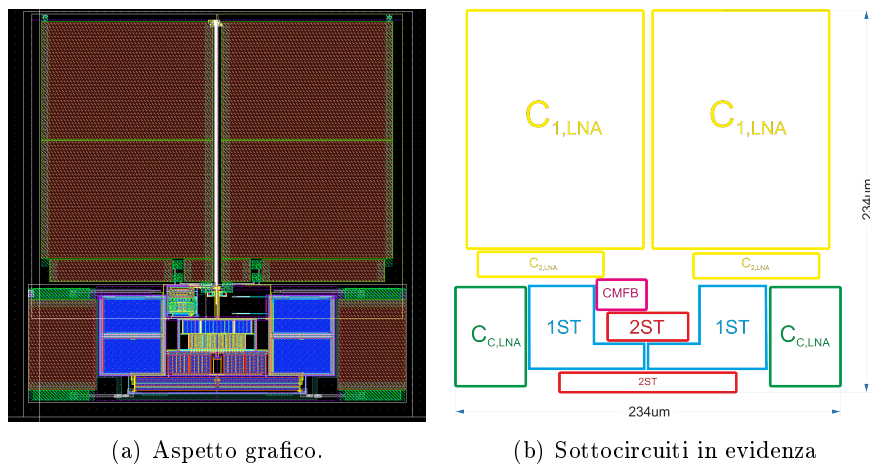 C1,LNA
C1,LNA
C2,LNA
C2,LNA
CMFB
1ST
2ST
1ST
CC,LNA
CC,LNA
2ST
234um
234um
(a) Aspetto grafico.
(b) Sottocircuiti in evidenza